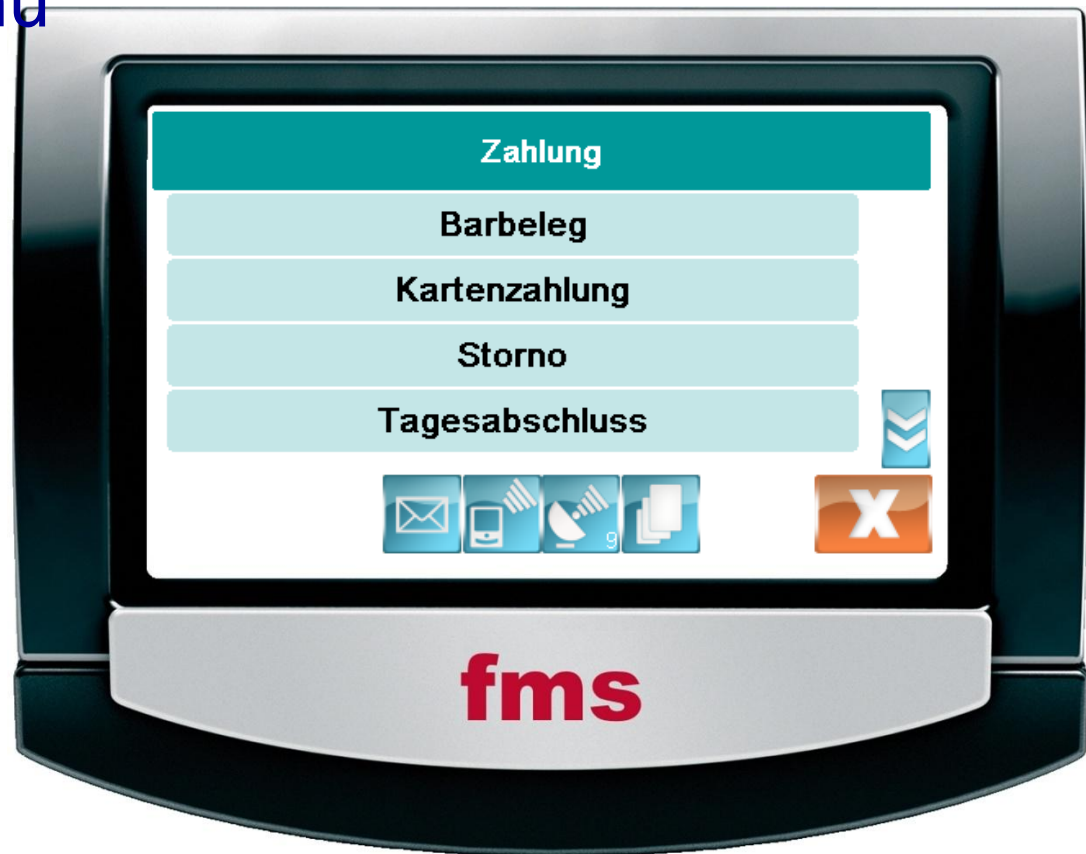 Zahlung
Barbeleg
Kartenzahlung
Storno
Tagesabschluss
9
X
fms